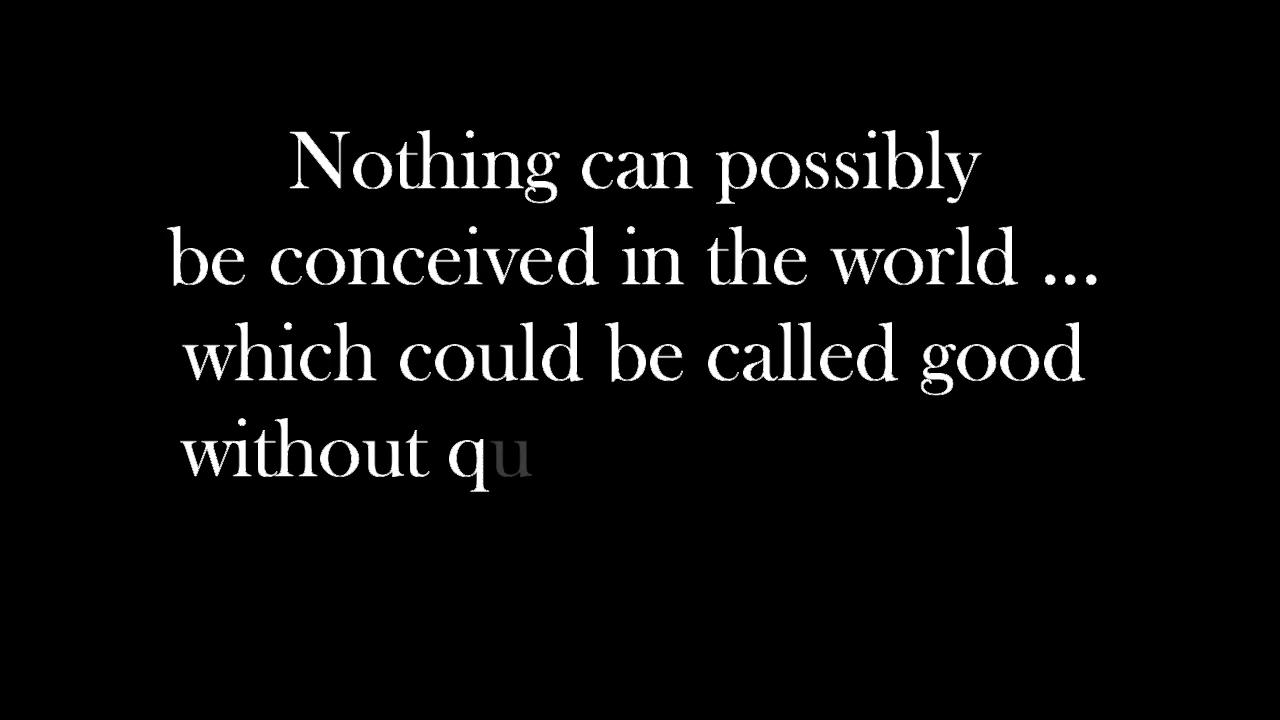 Nothing can possibly
be conceived in the world ...
which could be called good
without qu